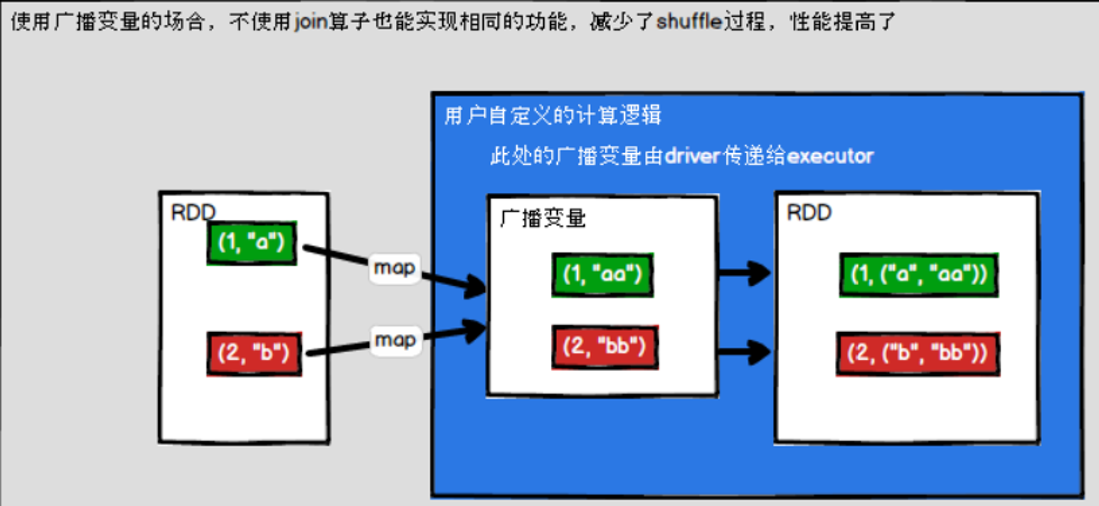 使用广播变量的场合，不使用join算子也能实现相同的功能，减少了shuffle过程，性能提高了
用户自定义的计算逻辑
此处的广播变量由driver传递给executor
RDD
(1, "a")
(2, "b")
map
map
广播变量
(1, "aa")
(2, "bb")
RDD
(1, ("a", "aa"))
(2, ("b", "bb"))